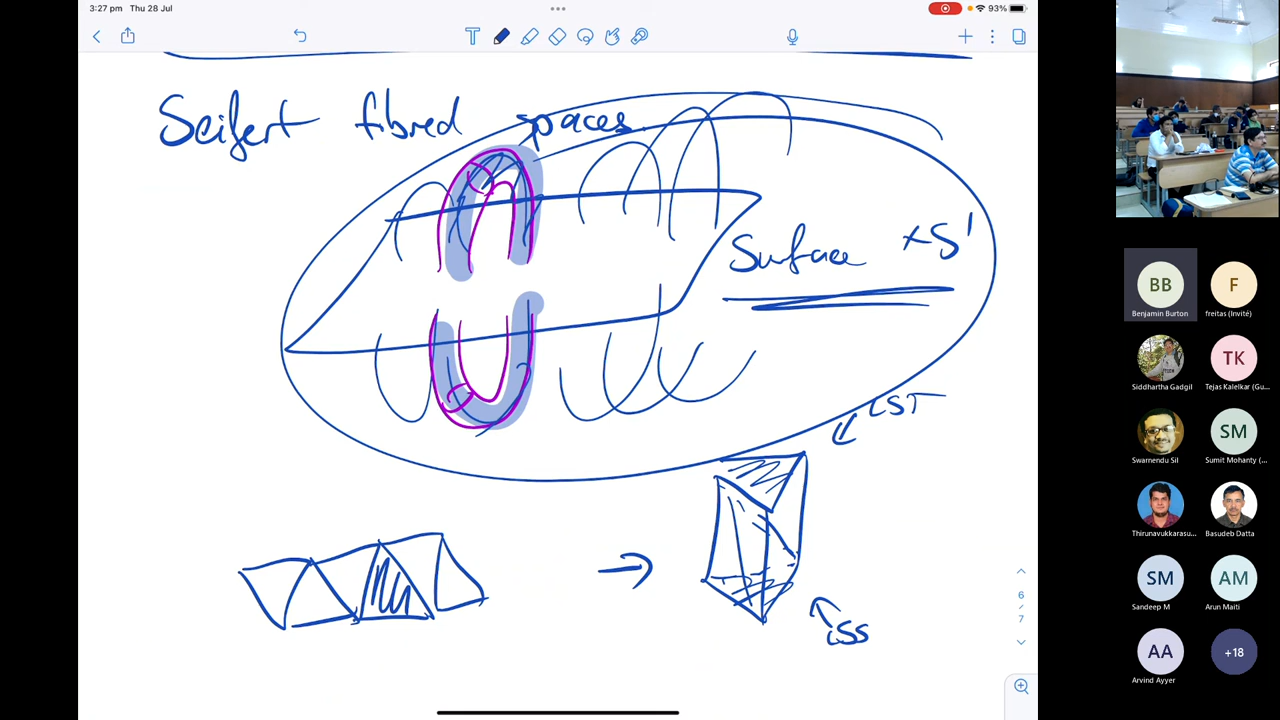 3:27 pm Thu 28 Jul
93%
Seifert fibred spaces.
Surface × S¹
LST
LSS
6
/
7
BB
Benjamin Burton
F
freitas (Invité)
Siddhartha Gadgil
TK
Tejas Kalelkar (Gu...
Swarnendu Sil
SM
Sumit Mohanty (...
Thirunavukkarasu...
Basudeb Datta
SM
Sandeep M
AM
Arun Maiti
AA
Arvind Ayyer
+18